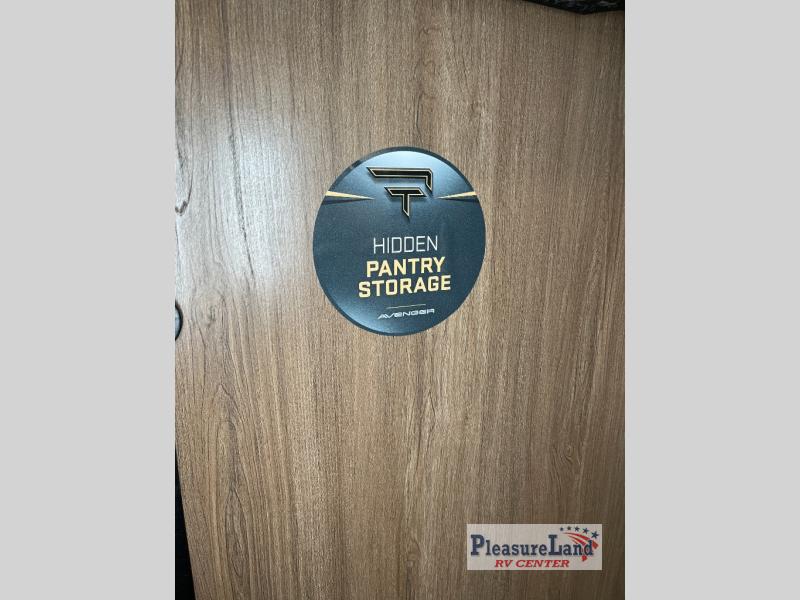 HIDDEN
PANTRY
STORAGE
AVENGER
PleasureLand
RV CENTER